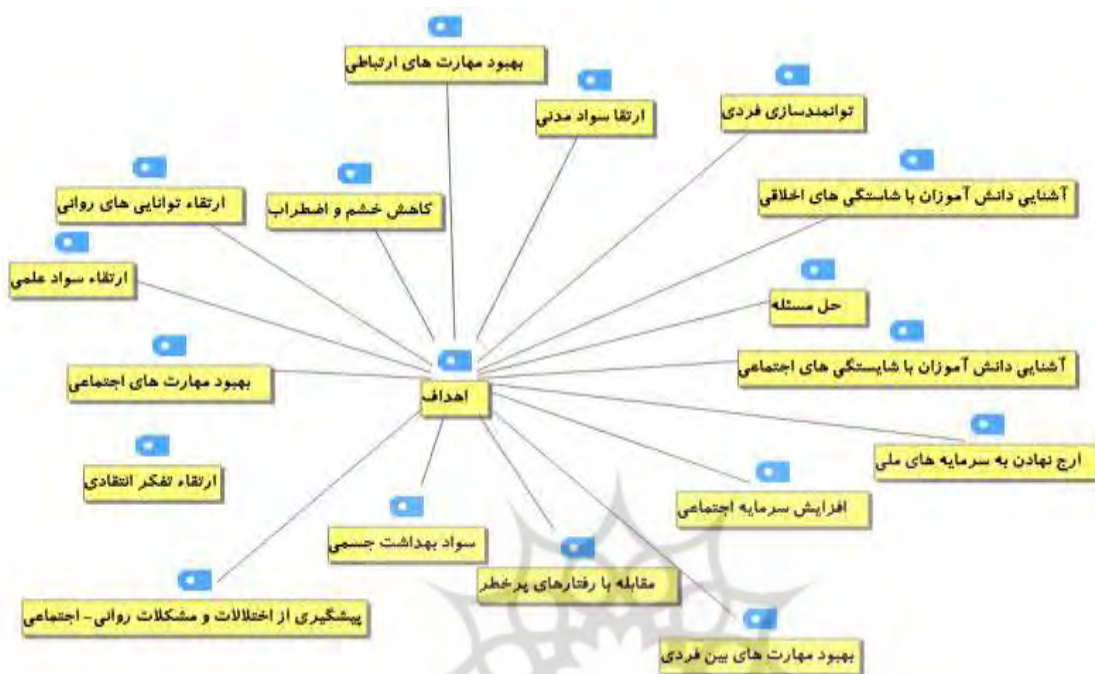 بهبود مهارت های ارتباطی
توانمندسازی فردی
ارتقا سواد مدنی
آشنایی دانش آموزان با شاستگی های اخلاقی
کاهش خشم و اضطراب
ارتقاء توانایی های روانی
ارتقاء سواد علمی
حل مسئله
آشنایی دانش آموزان با شایستگی های اجتماعی
بهبود مهارت های اجتماعی
اهداف
ارج نهادن به سرمایه های ملی
ارتقاء تفکر انتقادی
افزایش سرمایه اجتماعی
سواد بهداشت جسمی
مقابله با رفتارهای پرخطر
پیشگیری از اختلالات و مشکلات روانی- اجتماعی
بهبود مهارت های بین فردی